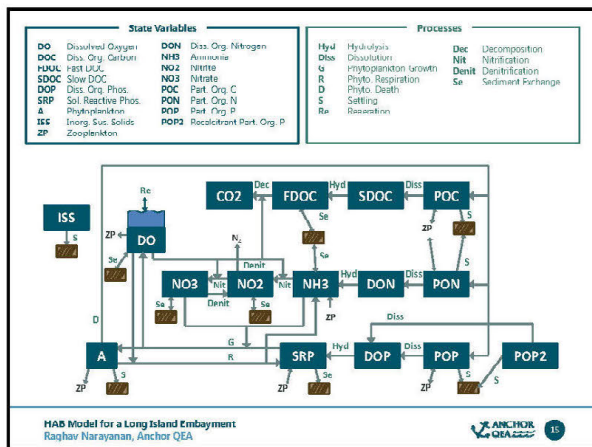 State Variables
DO Dissolved Oxygen
DOC Diss. Org. Carbon
FDOC Fast DOC
SDOC Slow DOC
DOP Diss. Org. Phos.
SRP Sol. Reactive Phos.
A Phytoplankton
ISS Inorg. Sus. Solids
ZP Zooplankton
DON Diss. Org. Nitrogen
NH3 Ammonia
NO2 Nitrite
NO3 Nitrate
POC Part. Org. C
PON Part. Org. N
POP Part. Org. P
POP2 Recalcitrant Part. Org. P
Processes
Hyd Hydrolysis
Diss Dissolution
G Phytoplankton Growth
R Phyto. Respiration
D Phyto. Death
S Settling
Re Reaeration
Dec Decomposition
Nit Nitrification
Denit Denitrification
Se Sediment Exchange
Re
CO2 Dec FDOC Hyd SDOC Diss POC
ISS
S
ZP DO
Se
N2
Se
ZP S
Denit
Se
ZP
NO3 Nit NO2 Nit NH3 Hyd DON Diss PON
S
Denit
Se Se
ZP
D
Diss
G
A
R
SRP Hyd DOP Diss POP POP2
ZP S
ZP Se
ZP S
S
HAB Model for a Long Island Embayment
Raghav Narayanan, Anchor QEA
ANCHOR
QEA
15